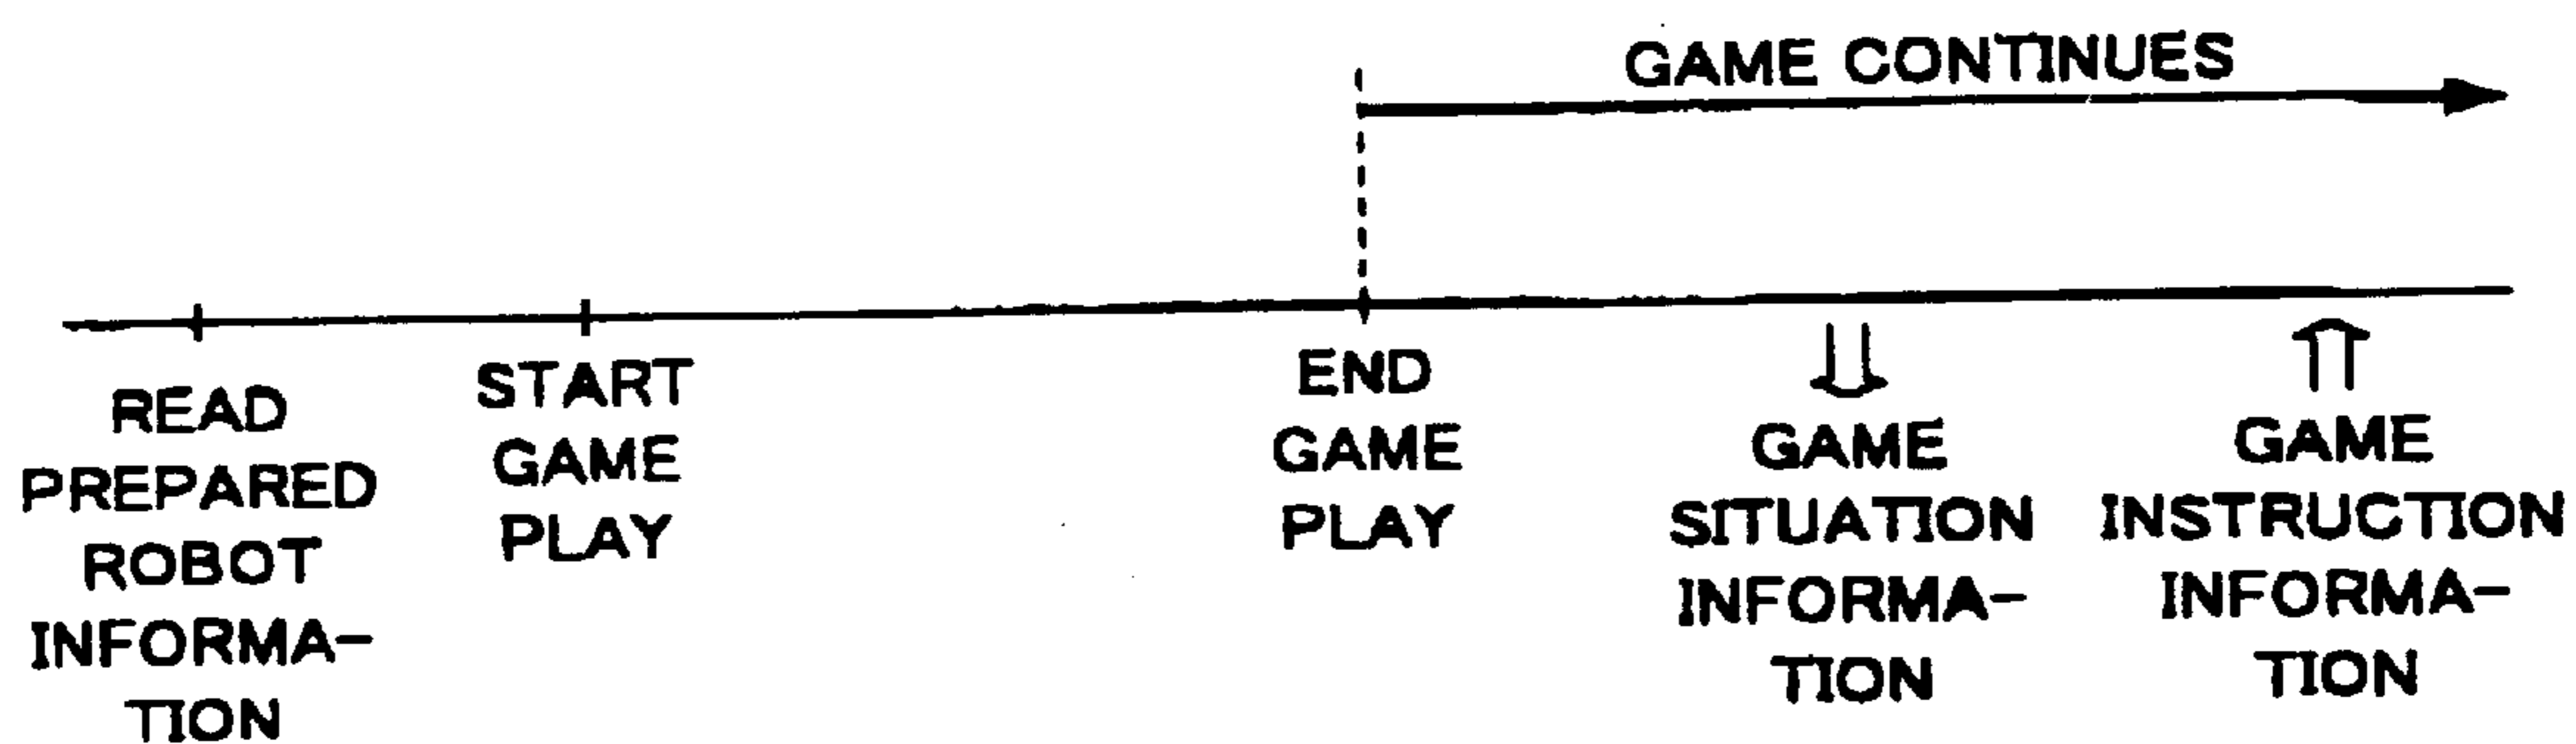 GAME CONTINUES
READ
PREPARED
ROBOT
INFORMA-
TION
START
GAME
PLAY
END
GAME
PLAY
GAME
SITUATION
INFORMA-
TION
GAME
INSTRUCTION
INFORMA-
TION